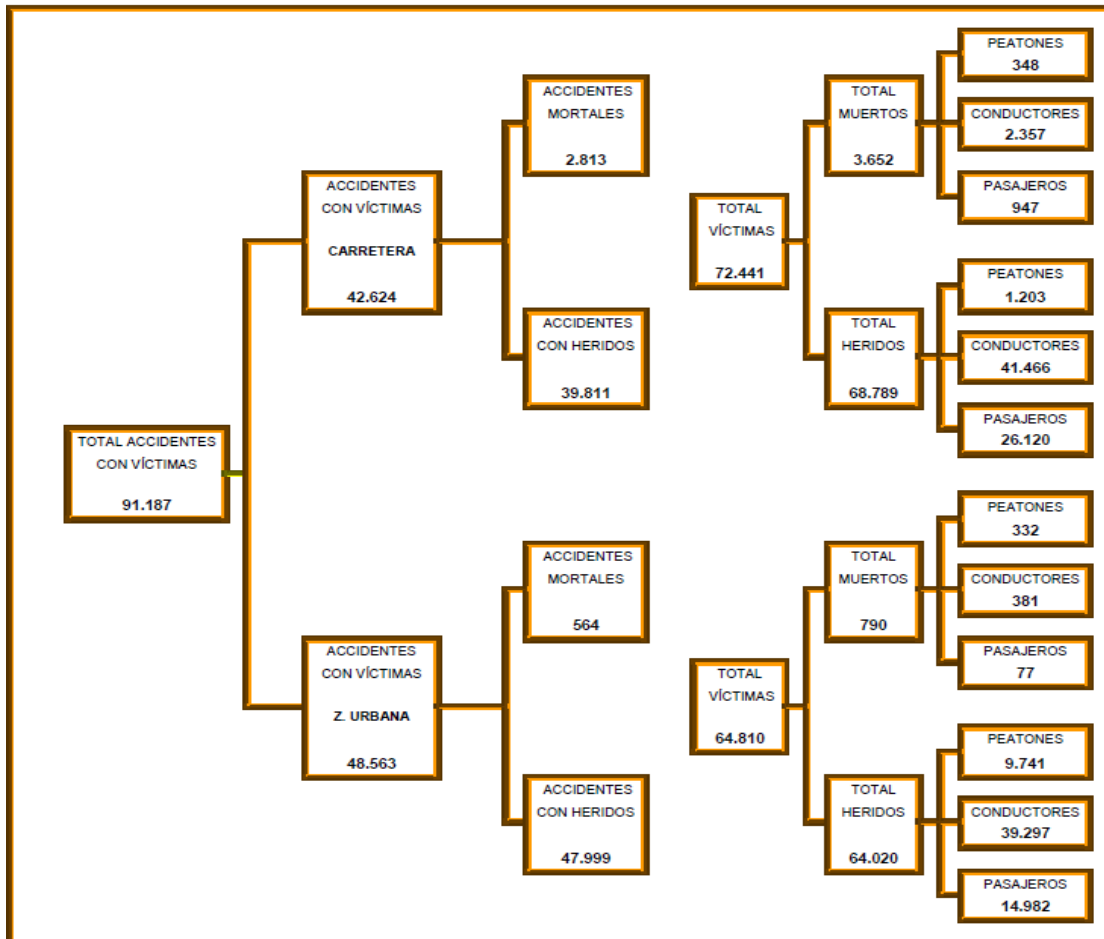 TOTAL ACCIDENTES
CON VÍCTIMAS
91.187
ACCIDENTES
CON VÍCTIMAS
CARRETERA
42.624
ACCIDENTES
MORTALES
2.813
ACCIDENTES
CON HERIDOS
39.811
TOTAL
VÍCTIMAS
72.441
TOTAL
MUERTOS
3.652
PEATONES
348
CONDUCTORES
2.357
PASAJEROS
947
TOTAL
HERIDOS
68.789
PEATONES
1.203
CONDUCTORES
41.466
PASAJEROS
26.120
ACCIDENTES
CON VÍCTIMAS
Z. URBANA
48.563
ACCIDENTES
MORTALES
564
ACCIDENTES
CON HERIDOS
47.999
TOTAL
VÍCTIMAS
64.810
TOTAL
MUERTOS
790
PEATONES
332
CONDUCTORES
381
PASAJEROS
77
TOTAL
HERIDOS
64.020
PEATONES
9.741
CONDUCTORES
39.297
PASAJEROS
14.982